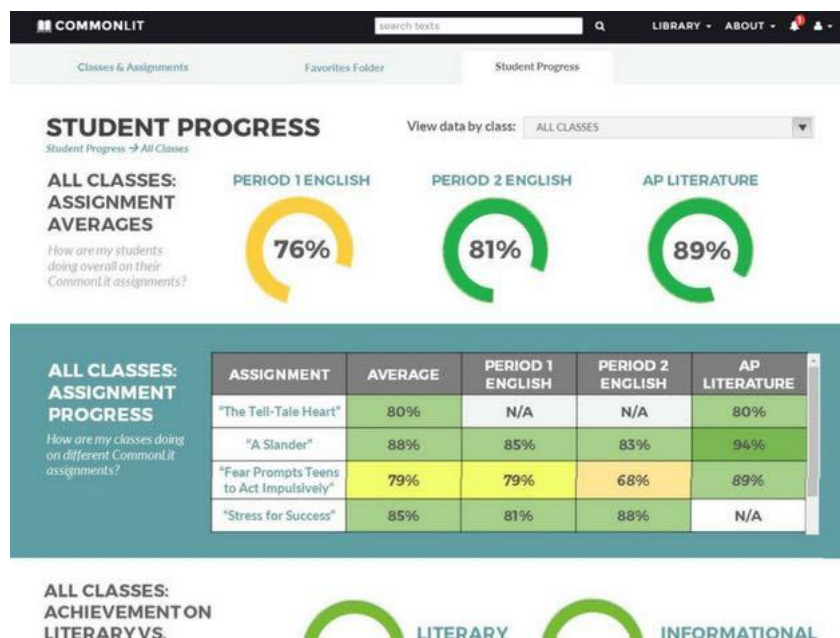 COMMONLIT
search texts
LIBRARY
ABOUT
1
Classes & Assignments
Favorites Folder
Student Progress
STUDENT PROGRESS
Student Progress → All Classes
View data by class:
ALL CLASSES
ALL CLASSES:
ASSIGNMENT
AVERAGES
How are my students
doing overall on their
CommonLit assignments?
PERIOD 1 ENGLISH
76%
PERIOD 2 ENGLISH
81%
AP LITERATURE
89%
ALL CLASSES:
ASSIGNMENT
PROGRESS
How are my classes doing
on different CommonLit
assignments?
ASSIGNMENT AVERAGE PERIOD 1 ENGLISH PERIOD 2 ENGLISH AP LITERATURE
"The Tell-Tale Heart" 80% N/A N/A 80%
"A Slander" 88% 85% 83% 94%
"Fear Prompts Teens
to Act Impulsively" 79% 79% 68% 89%
"Stress for Success" 85% 81% 88% N/A
ALL CLASSES:
ACHIEVEMENT ON
LITERARY VS.
LITERARY
INFORMATIONAL